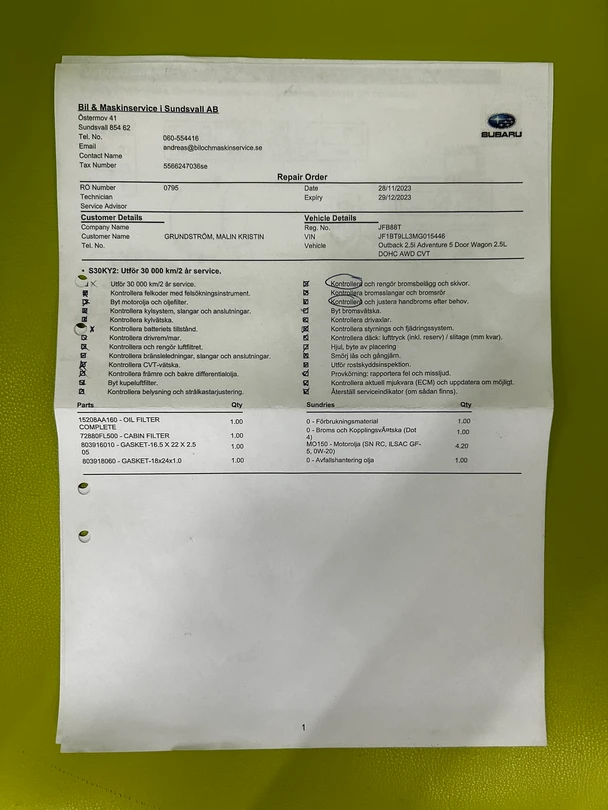 Bil & Maskinservice i Sundsvall AB
Östermov 41
Sundsvall 854 62
Tel. No. 060-554416
Email andreas@bilochmaskinservice.se
Contact Name
Tax Number 5566247036se
SUBARU
Repair Order
RO Number 0795 Date 28/11/2023
Technician Expiry 29/12/2023
Service Advisor
Customer Details Vehicle Details
Company Name Reg. No. JFB88T
Customer Name GRUNDSTRÖM, MALIN KRISTIN VIN JF1BT9LL3MG015446
Tel. No. Vehicle Outback 2.5i Adventure 5 Door Wagon 2.5L
DOHC AWD CVT
• S30KY2: Utför 30 000 km/2 år service.
Utför 30 000 km/2 år service. Kontrollera och rengör bromsbelägg och skivor.
Kontrollera felkoder med felsökningsinstrument. Kontrollera bromsslangar och bromsrör
Byt motorolja och oljefilter. Kontrollera och justera handbroms efter behov.
Kontrollera kylsystem, slangar och anslutningar. Byt bromsvätska.
Kontrollera kylvätska. Kontrollera drivaxlar.
Kontrollera batteriets tillstånd. Kontrollera styrnings och fjädringssystem.
Kontrollera drivrem/mar. Kontrollera däck: lufttryck (inkl. reserv) / slitage (mm kvar).
Kontrollera och rengör luftfiltret. Hjul, byte av placering
Kontrollera bränsleledningar, slangar och anslutningar. Smörj lås och gångjärn.
Kontrollera CVT-vätska. Utför rostskyddsinspektion.
Kontrollera främre och bakre differentialolja. Provkörning: rapportera fel och missljud.
Byt kupeluftfilter. Kontrollera aktuell mjukvara (ECM) och uppdatera om möjligt.
Kontrollera belysning och strålkastarjustering. Återställ serviceindikator (om sådan finns).
Parts Qty Sundries Qty
15208AA160 - OIL FILTER COMPLETE 1.00 0 - Förbrukningsmaterial 1.00
72880FL500 - CABIN FILTER 1.00 0 - Broms och KopplingsvÃ¤tska (Dot 4) 1.00
803916010 - GASKET-16.5 X 22 X 2.5 05 1.00 MO150 - Motorolja (SN RC, ILSAC GF-5, 0W-20) 4.20
803918060 - GASKET-18x24x1.0 1.00 0 - Avfallshantering olja 1.00
1